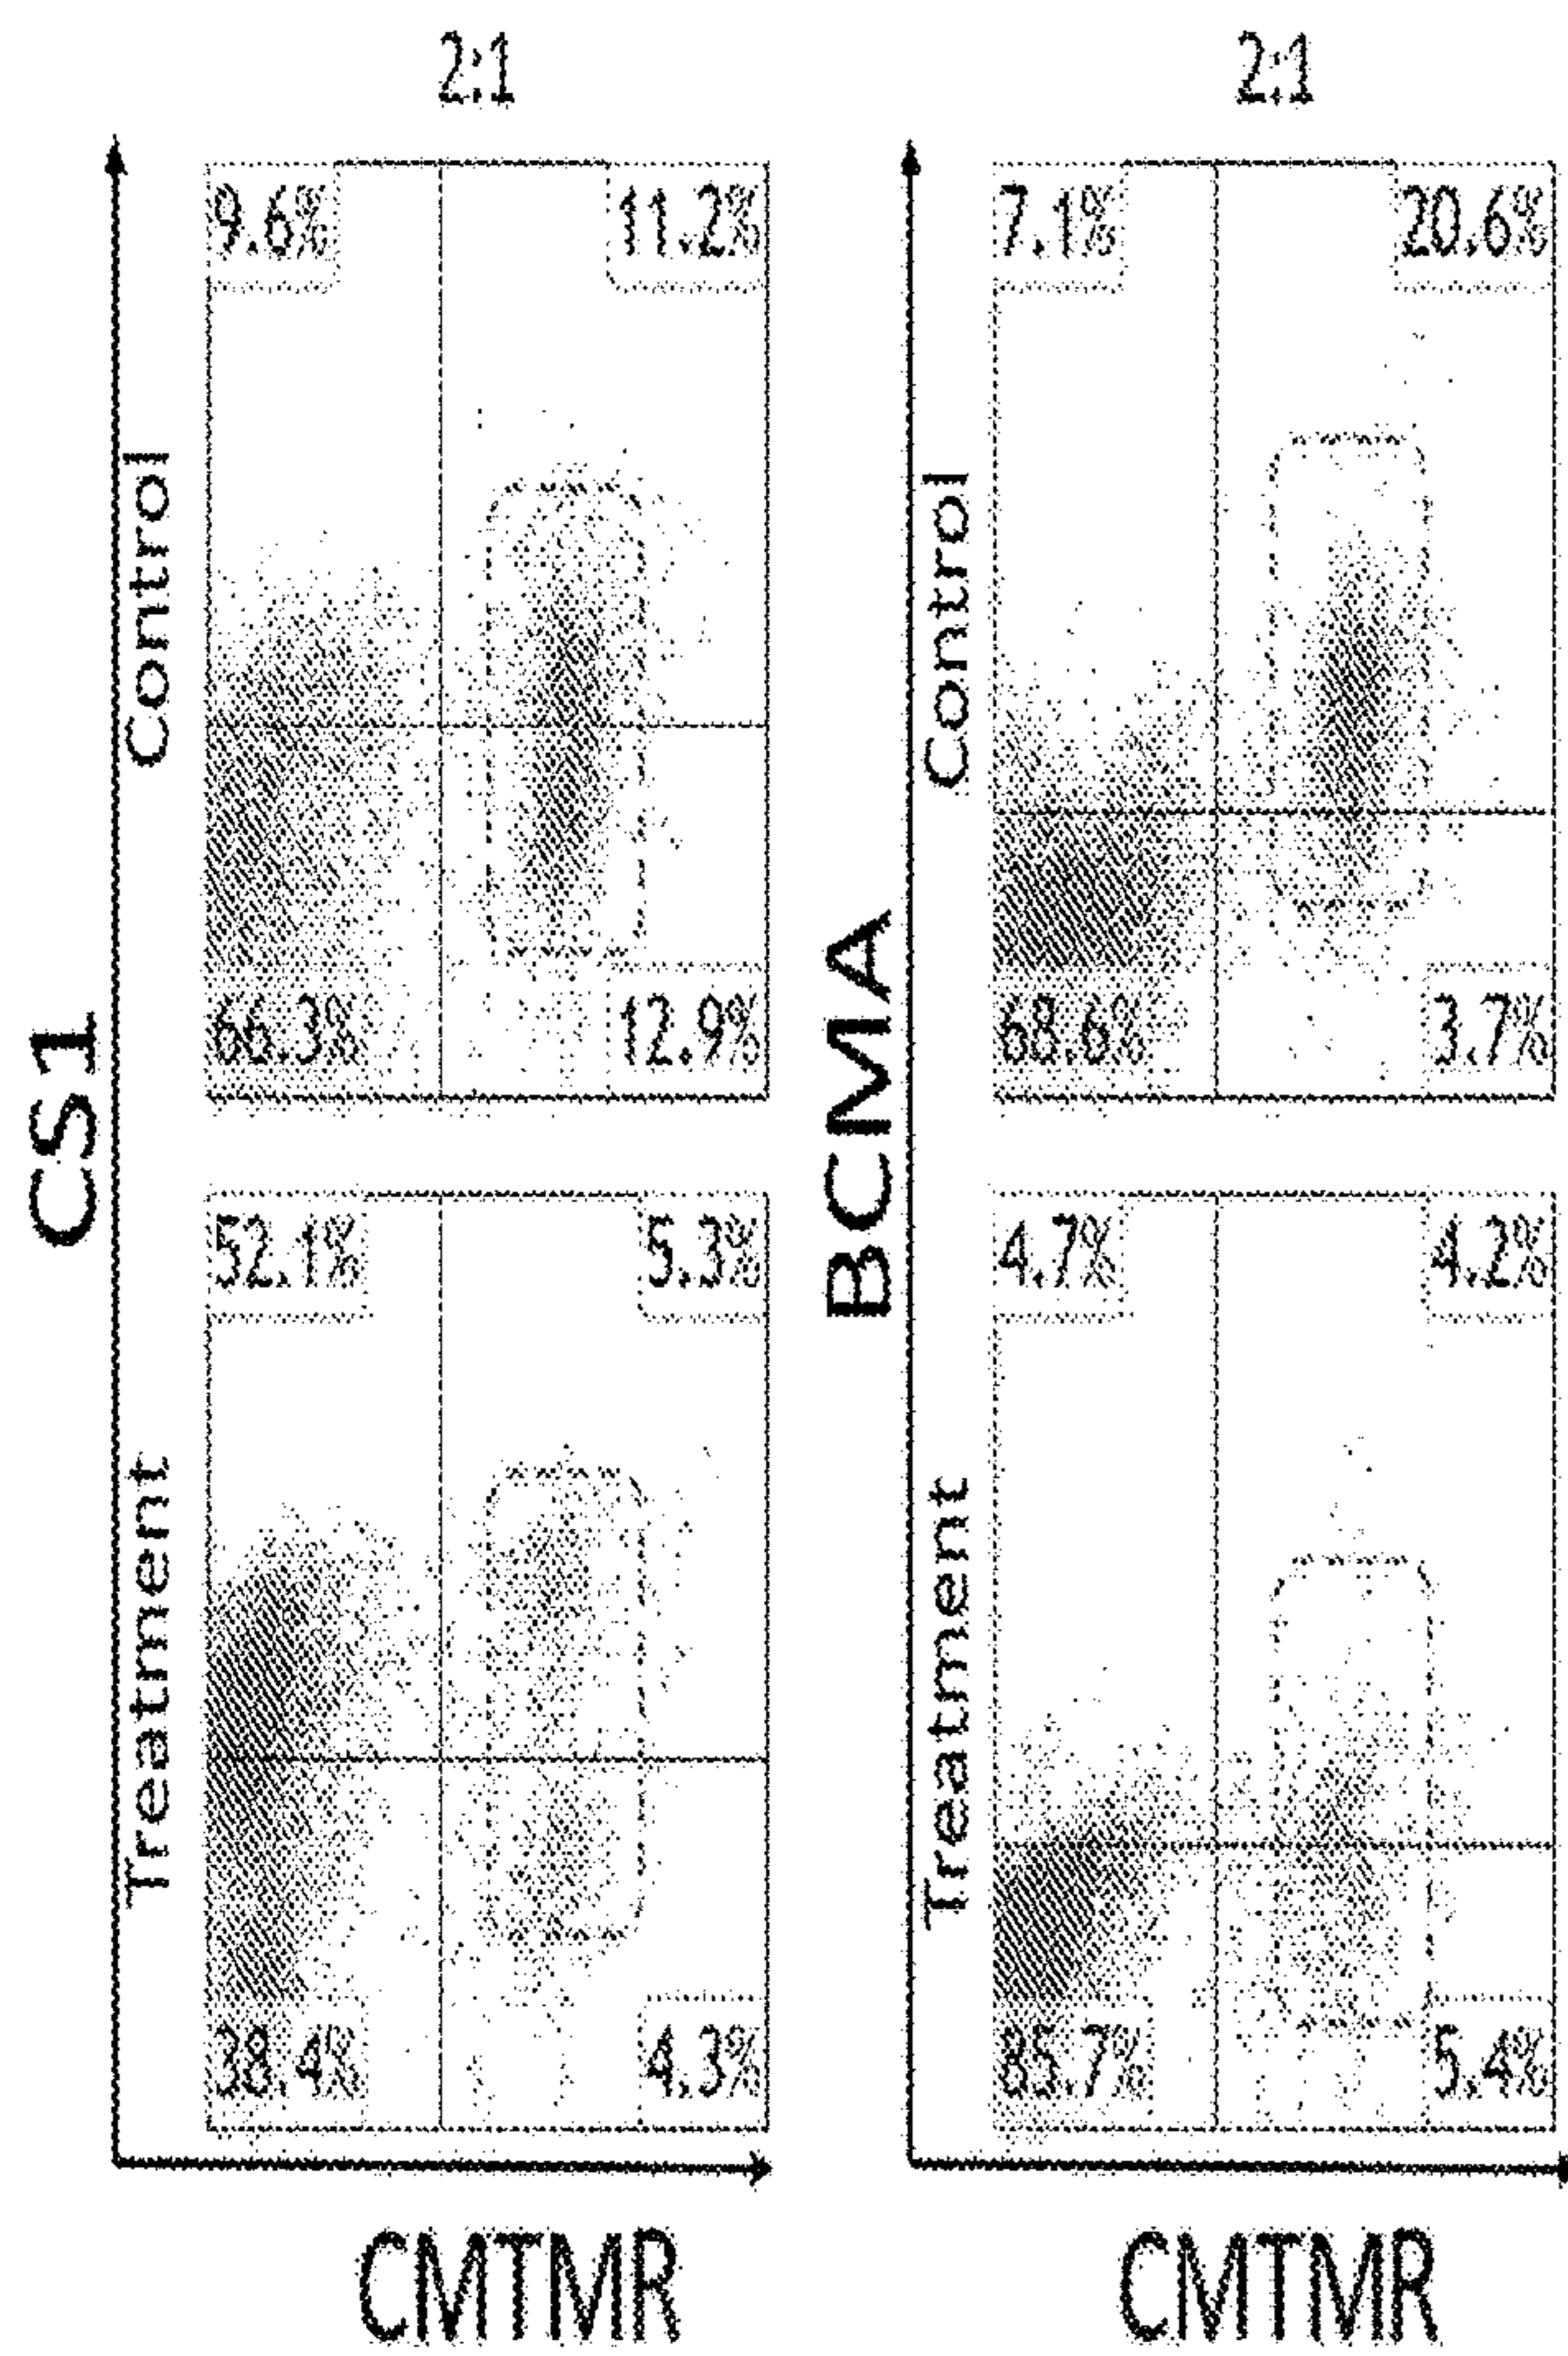 2:1
2:1
CS1
Control
9.6%
11.2%
66.3%
12.9%
Treatment
52.1%
5.3%
38.4%
4.3%
CMTMR
BCMA
Control
7.1%
20.6%
68.6%
3.7%
Treatment
4.7%
4.2%
85.7%
5.4%
CMTMR